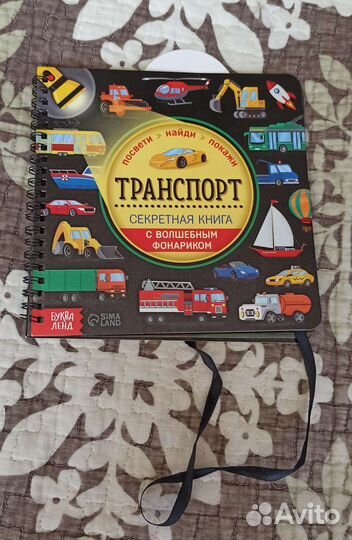 посвети > найди > покажи
ТРАНСПОРТ
СЕКРЕТНАЯ КНИГА
С ВОЛШЕБНЫМ
ФОНАРИКОМ
БУКВА
ЛЕНД
SIMA
LAND
Avito